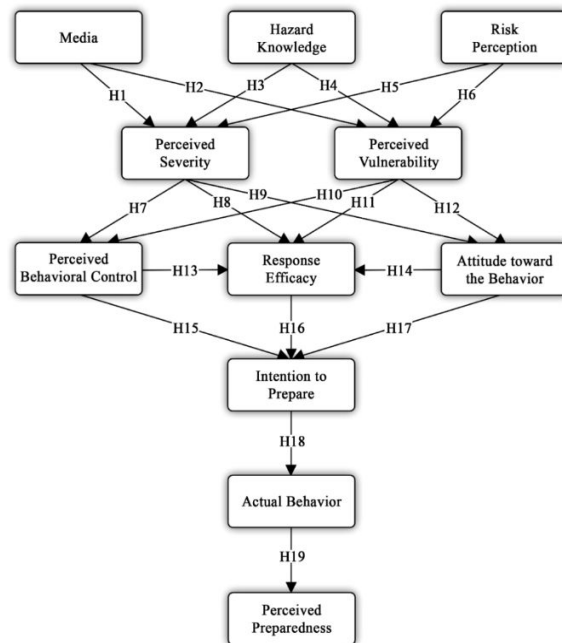 Media
Hazard
Knowledge
Risk
Perception
H1
H2
H3
H4
H5
H6
Perceived
Severity
Perceived
Vulnerability
H7
H8
H9
H10
H11
H12
Perceived
Behavioral Control
H13
Response
Efficacy
H14
Attitude toward
the Behavior
H15
H16
H17
Intention to
Prepare
H18
Actual Behavior
H19
Perceived
Preparedness